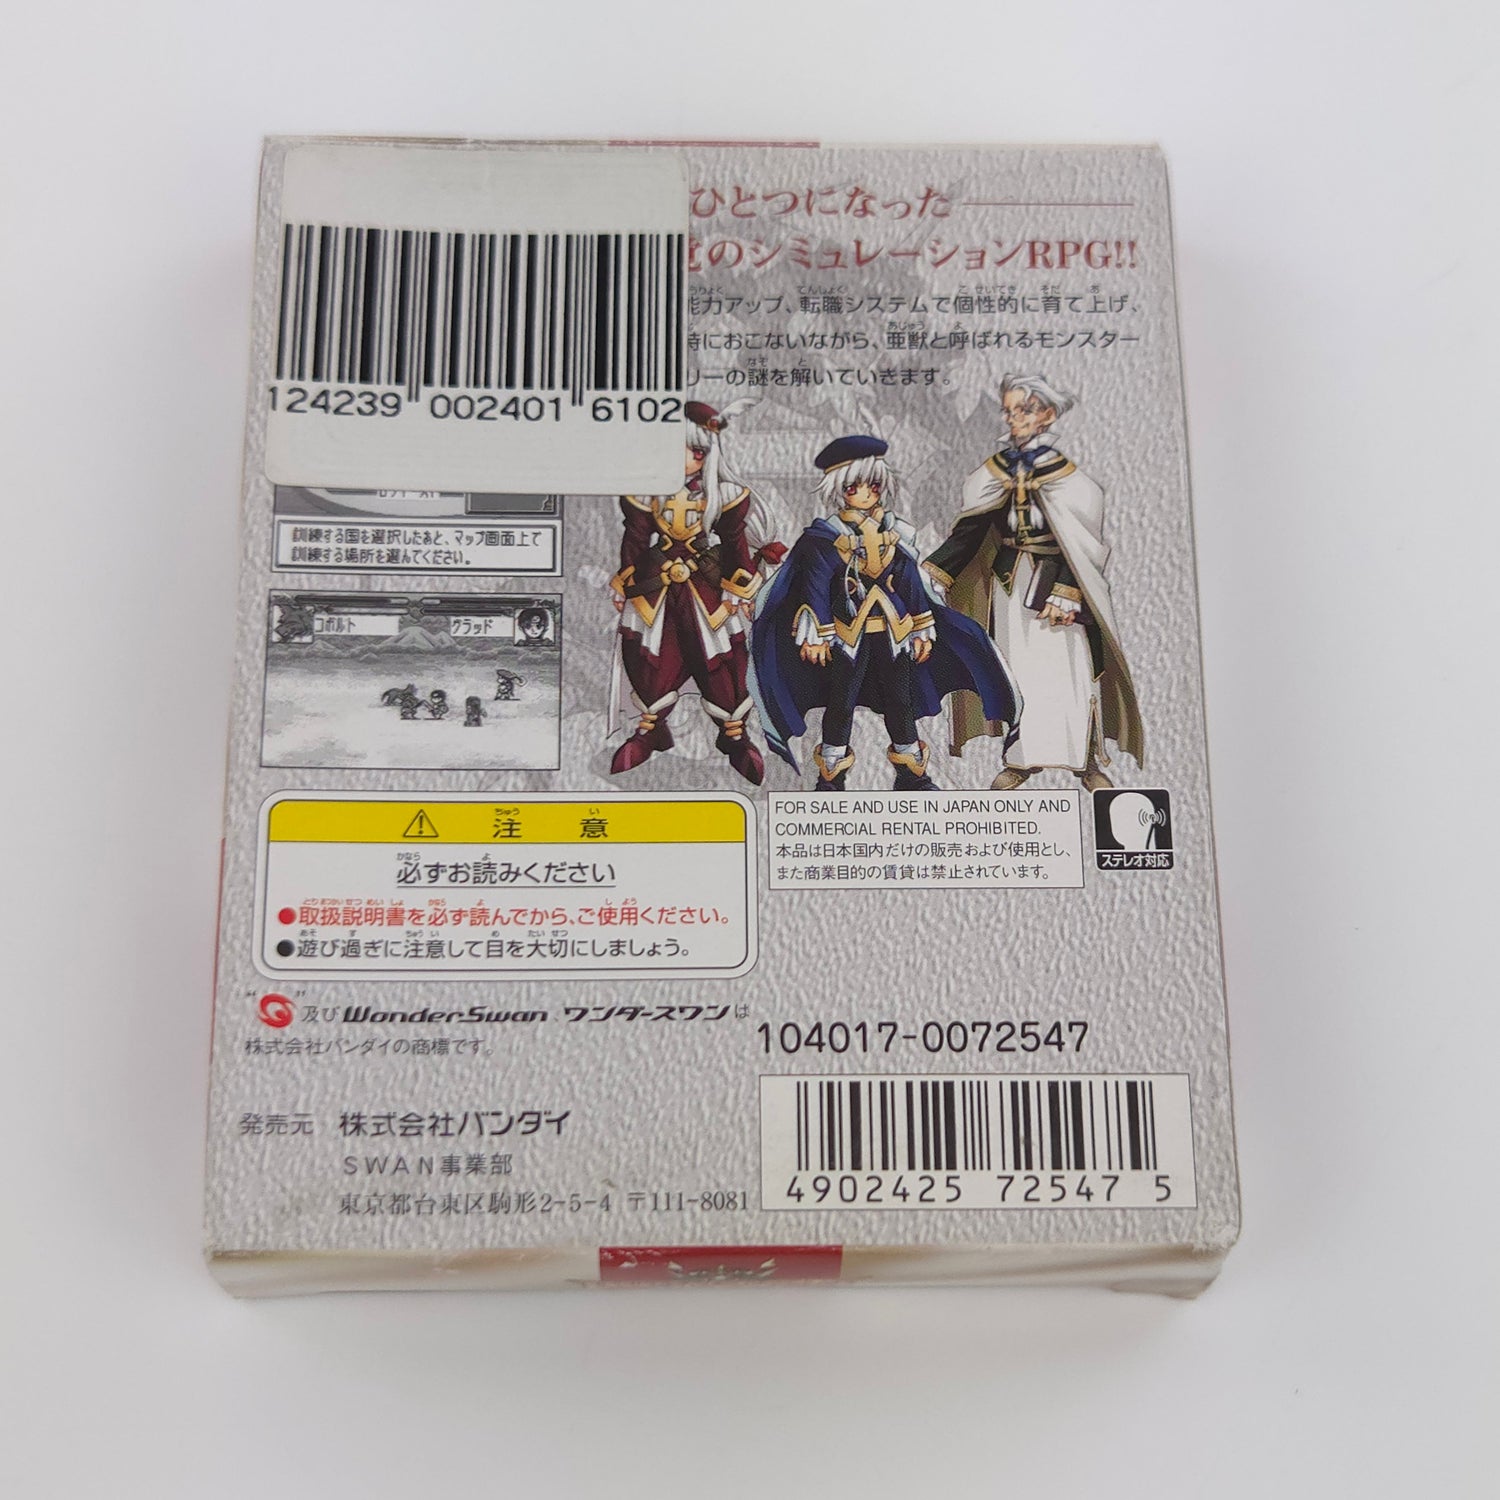 ひとつになった
のシミュレーションRPG!!
能力アップ、転職システムで個性的に育て上げ、
時におこないながら、亜獣と呼ばれるモンスター
リーの謎を解いていきます。
124239 002401 6102
訓練する国を選択したあと、マップ画面上で
訓練する場所を選んでください。
コボルト
グラッド
注意
必ずお読みください
●取扱説明書を必ず読んでから、ご使用ください。
●遊び過ぎに注意して目を大切にしましょう。
FOR SALE AND USE IN JAPAN ONLY AND
COMMERCIAL RENTAL PROHIBITED.
本品は日本国内だけの販売および使用とし、
また商業目的の賃貸は禁止されています。
ステレオ対応
“ ”及びWonderSwan、ワンダースワンは
株式会社バンダイの商標です。
104017-0072547
発売元 株式会社バンダイ
SWAN事業部
東京都台東区駒形2-5-4 〒111-8081
4902425 72547 5